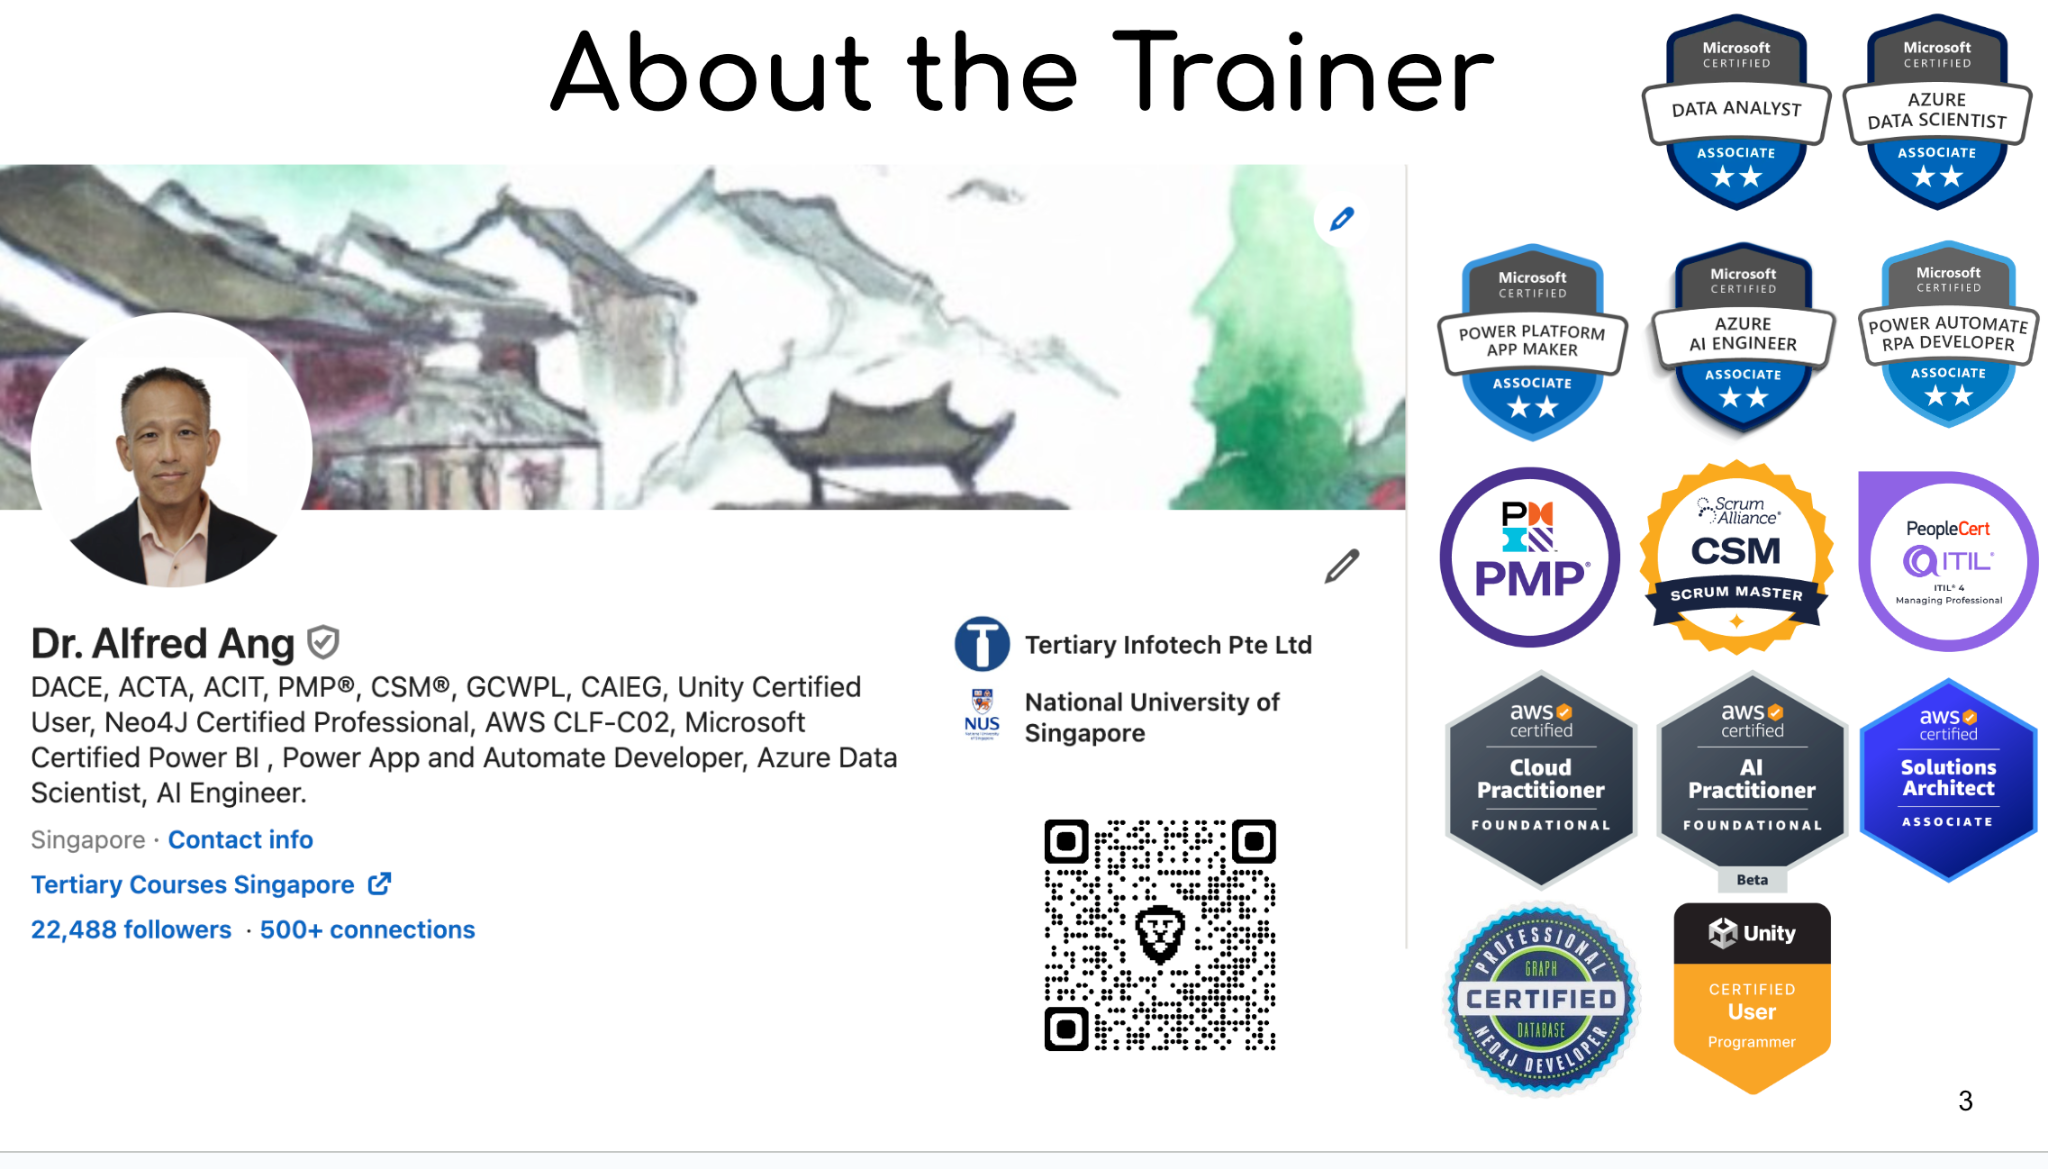 About the Trainer
Dr. Alfred Ang
DACE, ACTA, ACIT, PMP®, CSM®, GCWPL, CAIEG, Unity Certified
User, Neo4J Certified Professional, AWS CLF-C02, Microsoft
Certified Power BI , Power App and Automate Developer, Azure Data
Scientist, AI Engineer.
Singapore · Contact info
Tertiary Courses Singapore
22,488 followers · 500+ connections
Tertiary Infotech Pte Ltd
NUS
National University of
Singapore
Microsoft
CERTIFIED
DATA ANALYST
ASSOCIATE
Microsoft
CERTIFIED
AZURE
DATA SCIENTIST
ASSOCIATE
Microsoft
CERTIFIED
POWER PLATFORM
APP MAKER
ASSOCIATE
Microsoft
CERTIFIED
AZURE
AI ENGINEER
ASSOCIATE
Microsoft
CERTIFIED
POWER AUTOMATE
RPA DEVELOPER
ASSOCIATE
PMP®
Scrum
Alliance®
CSM
SCRUM MASTER
PeopleCert
ITIL®
ITIL® 4
Managing Professional
aws
certified
Cloud
Practitioner
FOUNDATIONAL
aws
certified
AI
Practitioner
FOUNDATIONAL
Beta
aws
certified
Solutions
Architect
ASSOCIATE
PROFESSIONAL
GRAPH
CERTIFIED
DATABASE
NEO4J DEVELOPER
Unity
CERTIFIED
User
Programmer
3